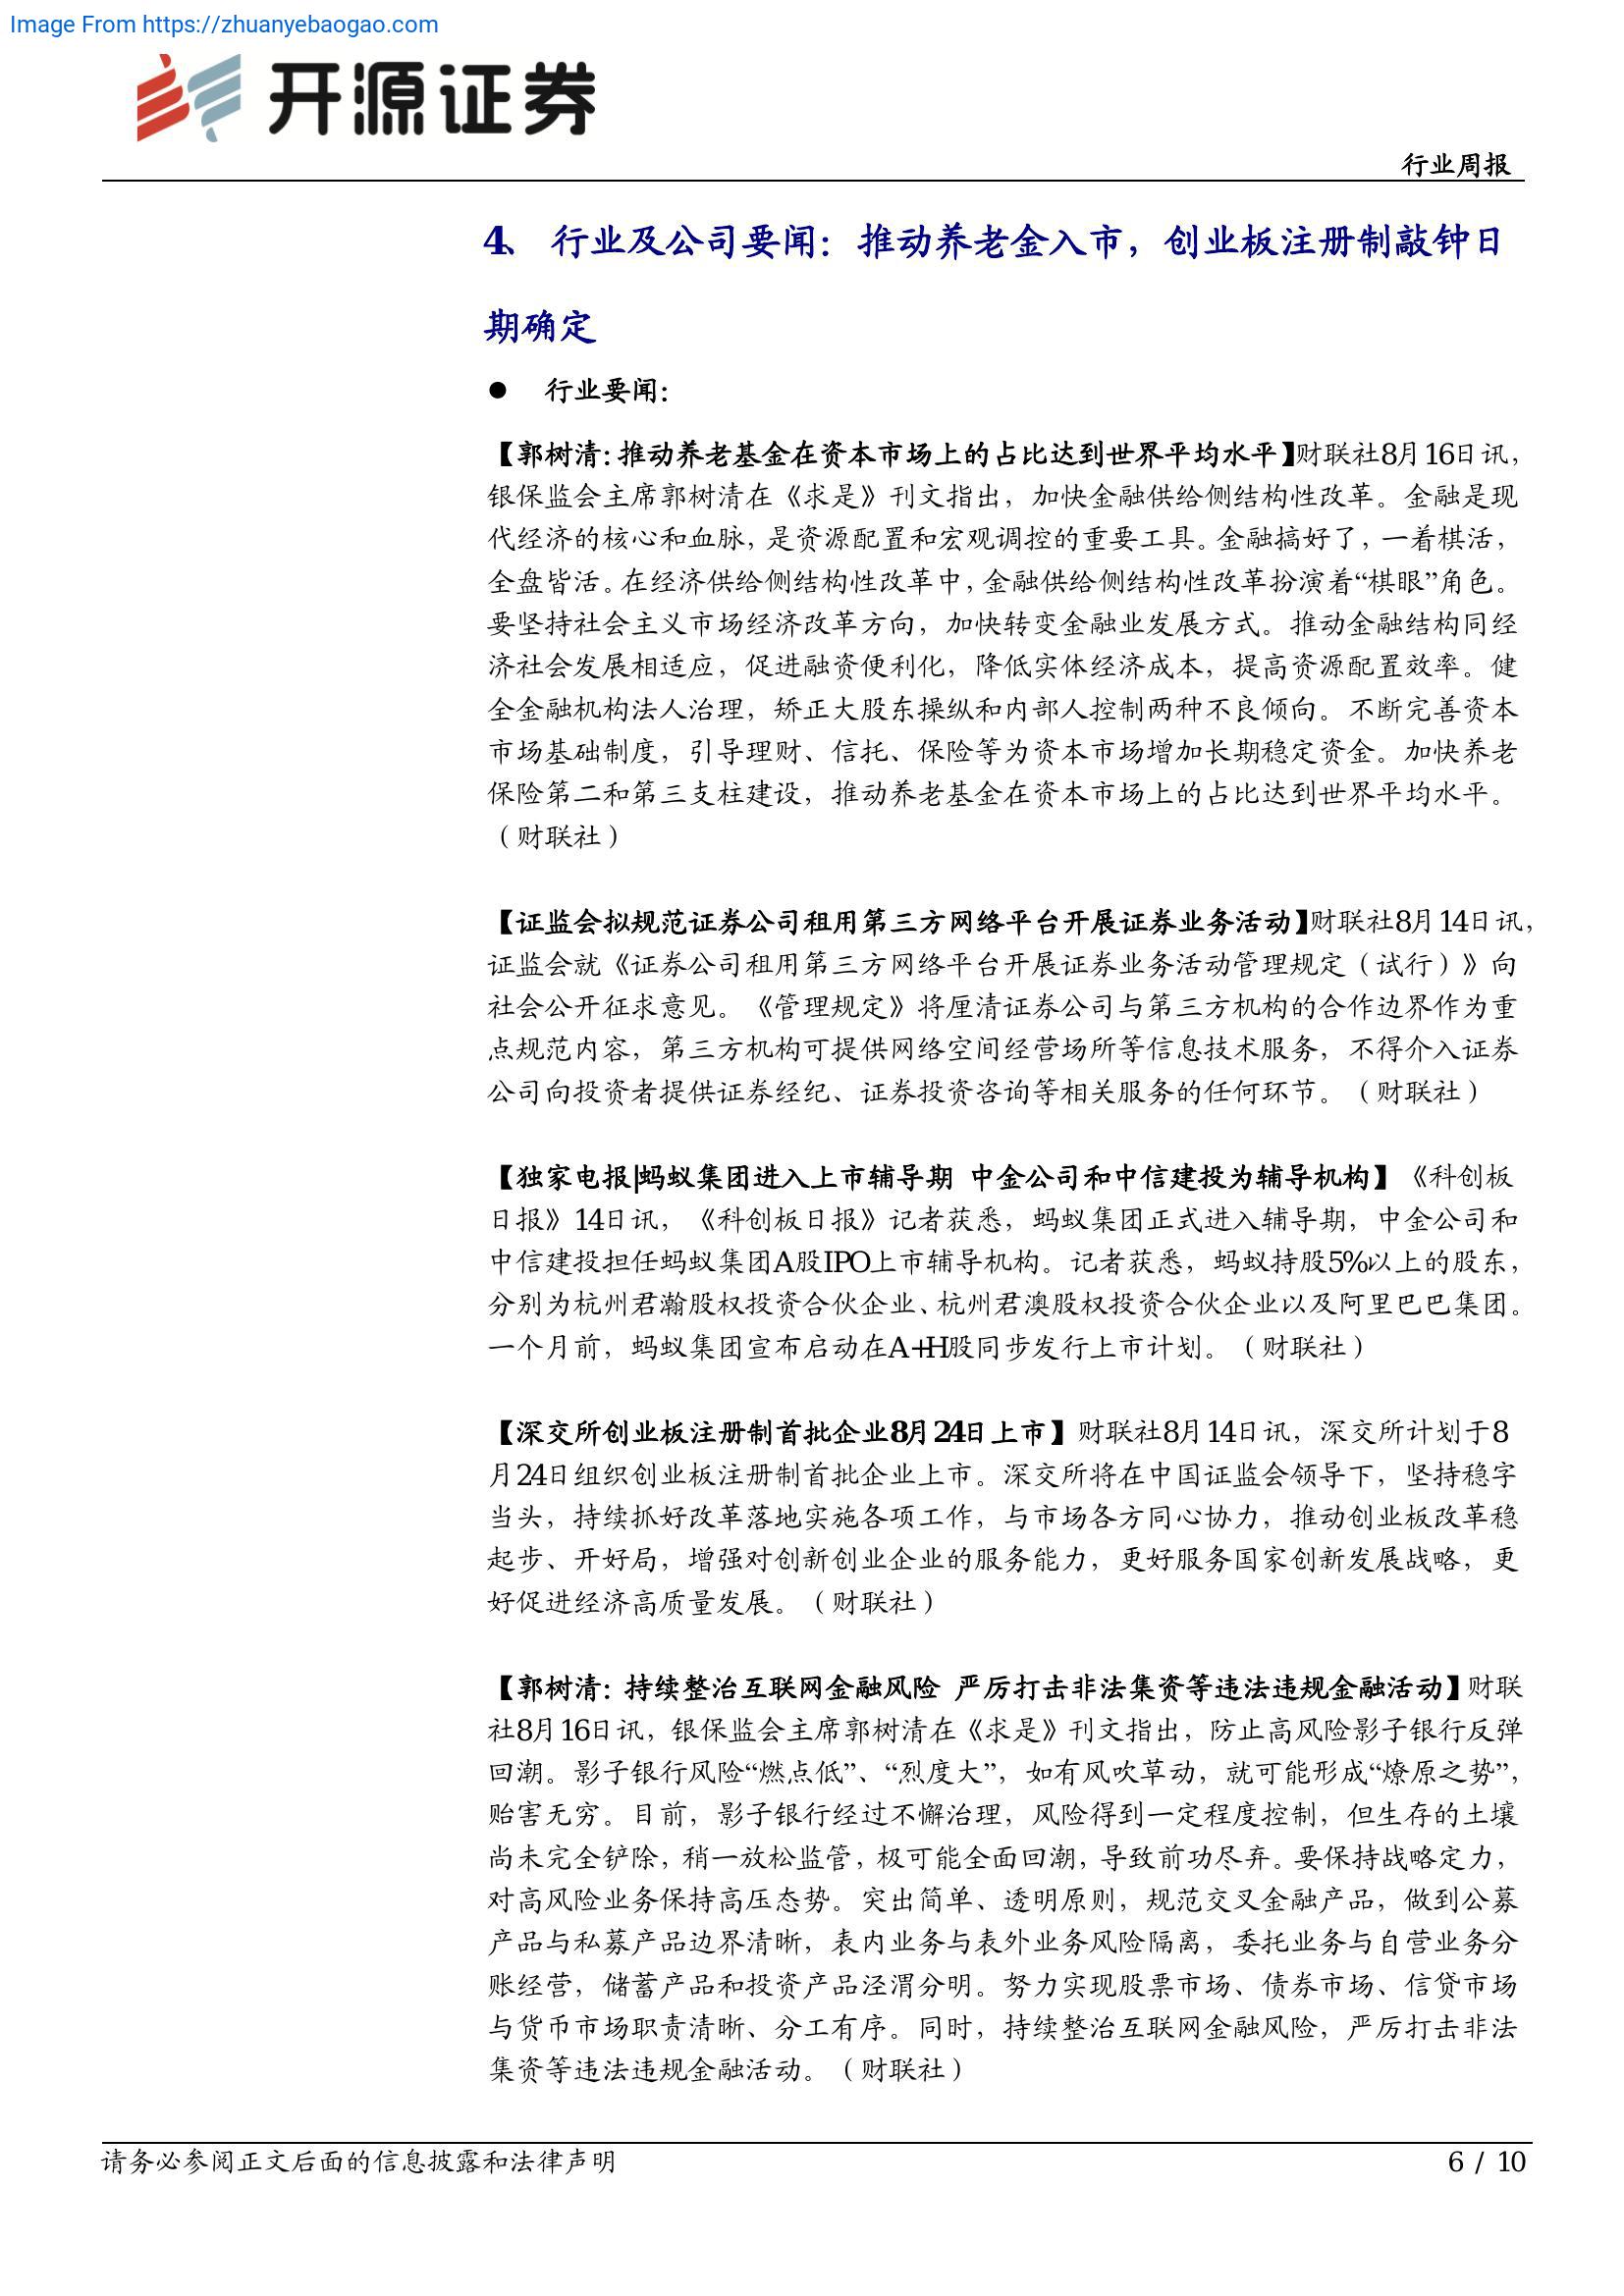 Image From https://zhuanyebaogao.com
开源证券
行业周报
4、 行业及公司要闻：推动养老金入市，创业板注册制敲钟日
期确定
● 行业要闻：
【郭树清：推动养老基金在资本市场上的占比达到世界平均水平】财联社8月16日讯，
银保监会主席郭树清在《求是》刊文指出，加快金融供给侧结构性改革。金融是现
代经济的核心和血脉，是资源配置和宏观调控的重要工具。金融搞好了，一着棋活，
全盘皆活。在经济供给侧结构性改革中，金融供给侧结构性改革扮演着“棋眼”角色。
要坚持社会主义市场经济改革方向，加快转变金融业发展方式。推动金融结构同经
济社会发展相适应，促进融资便利化，降低实体经济成本，提高资源配置效率。健
全金融机构法人治理，矫正大股东操纵和内部人控制两种不良倾向。不断完善资本
市场基础制度，引导理财、信托、保险等为资本市场增加长期稳定资金。加快养老
保险第二和第三支柱建设，推动养老基金在资本市场上的占比达到世界平均水平。
（财联社）
【证监会拟规范证券公司租用第三方网络平台开展证券业务活动】财联社8月14日讯，
证监会就《证券公司租用第三方网络平台开展证券业务活动管理规定（试行）》向
社会公开征求意见。《管理规定》将厘清证券公司与第三方机构的合作边界作为重
点规范内容，第三方机构可提供网络空间经营场所等信息技术服务，不得介入证券
公司向投资者提供证券经纪、证券投资咨询等相关服务的任何环节。（财联社）
【独家电报|蚂蚁集团进入上市辅导期 中金公司和中信建投为辅导机构】《科创板
日报》14日讯，《科创板日报》记者获悉，蚂蚁集团正式进入辅导期，中金公司和
中信建投担任蚂蚁集团A股IPO上市辅导机构。记者获悉，蚂蚁持股5%以上的股东，
分别为杭州君瀚股权投资合伙企业、杭州君澳股权投资合伙企业以及阿里巴巴集团。
一个月前，蚂蚁集团宣布启动在A+H股同步发行上市计划。（财联社）
【深交所创业板注册制首批企业8月24日上市】财联社8月14日讯，深交所计划于8
月24日组织创业板注册制首批企业上市。深交所将在中国证监会领导下，坚持稳字
当头，持续抓好改革落地实施各项工作，与市场各方同心协力，推动创业板改革稳
起步、开好局，增强对创新创业企业的服务能力，更好服务国家创新发展战略，更
好促进经济高质量发展。（财联社）
【郭树清：持续整治互联网金融风险 严厉打击非法集资等违法违规金融活动】财联
社8月16日讯，银保监会主席郭树清在《求是》刊文指出，防止高风险影子银行反弹
回潮。影子银行风险“燃点低”、“烈度大”，如有风吹草动，就可能形成“燎原之势”，
贻害无穷。目前，影子银行经过不懈治理，风险得到一定程度控制，但生存的土壤
尚未完全铲除，稍一放松监管，极可能全面回潮，导致前功尽弃。要保持战略定力，
对高风险业务保持高压态势。突出简单、透明原则，规范交叉金融产品，做到公募
产品与私募产品边界清晰，表内业务与表外业务风险隔离，委托业务与自营业务分
账经营，储蓄产品和投资产品泾渭分明。努力实现股票市场、债券市场、信贷市场
与货币市场职责清晰、分工有序。同时，持续整治互联网金融风险，严厉打击非法
集资等违法违规金融活动。（财联社）
请务必参阅正文后面的信息披露和法律声明
6 / 10